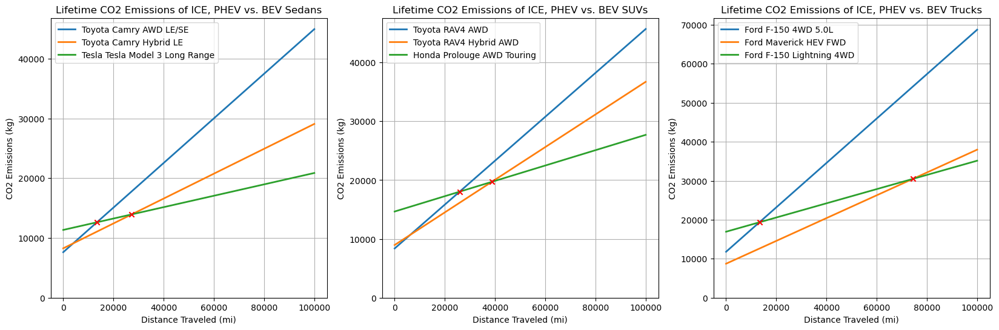 Lifetime CO2 Emissions of ICE, PHEV vs. BEV Sedans
Toyota Camry AWD LE/SE
Toyota Camry Hybrid LE
Tesla Tesla Model 3 Long Range
CO2 Emissions (kg)
40000
30000
20000
10000
0
0 20000 40000 60000 80000 100000
Distance Traveled (mi)
Lifetime CO2 Emissions of ICE, PHEV vs. BEV SUVs
Toyota RAV4 AWD
Toyota RAV4 Hybrid AWD
Honda Prolouge AWD Touring
CO2 Emissions (kg)
40000
30000
20000
10000
0
0 20000 40000 60000 80000 100000
Distance Traveled (mi)
Lifetime CO2 Emissions of ICE, PHEV vs. BEV Trucks
Ford F-150 4WD 5.0L
Ford Maverick HEV FWD
Ford F-150 Lightning 4WD
CO2 Emissions (kg)
70000
60000
50000
40000
30000
20000
10000
0
0 20000 40000 60000 80000 100000
Distance Traveled (mi)